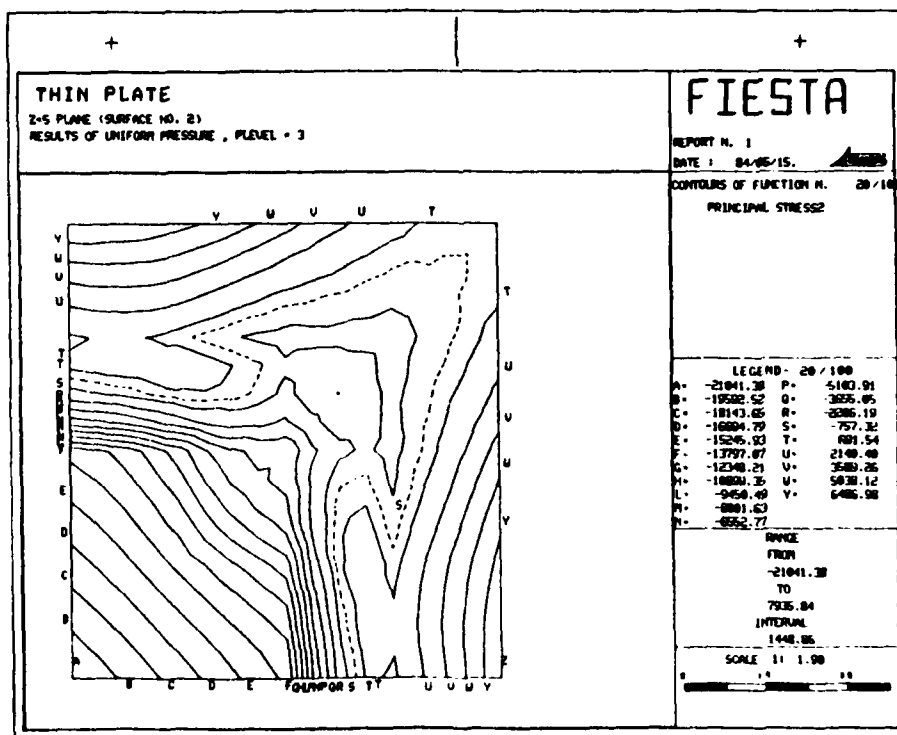 THIN PLATE
Z=5 PLANE (SURFACE NO. 2)
RESULTS OF UNIFORM PRESSURE , PLEVEL = 3
FIESTA
REPORT N. 1
DATE : 84/05/15.
CONTOURS OF FUNCTION N. 20/100
PRINCIPAL STRESS2
Y W V U T
Y
W
V
U
T
T
S
R
T
U
V
W
Y
E
D
C
B
S
A
Z
B C D E F S T T U V W Y
LEGEND- 20/100
A= -21041.38 P= -5103.91
B= -19592.52 Q= -3655.05
C= -18143.65 R= -2206.19
D= -16694.79 S= -757.32
E= -15245.93 T= 691.54
F= -13797.07 U= 2140.40
G= -12348.21 V= 3589.26
H= -10899.35 W= 5038.12
L= -9450.49 Y= 6486.98
M= -8001.63
N= -6552.77
RANGE
FROM
-21041.38
TO
7935.84
INTERVAL
1448.86
SCALE 1: 1.90